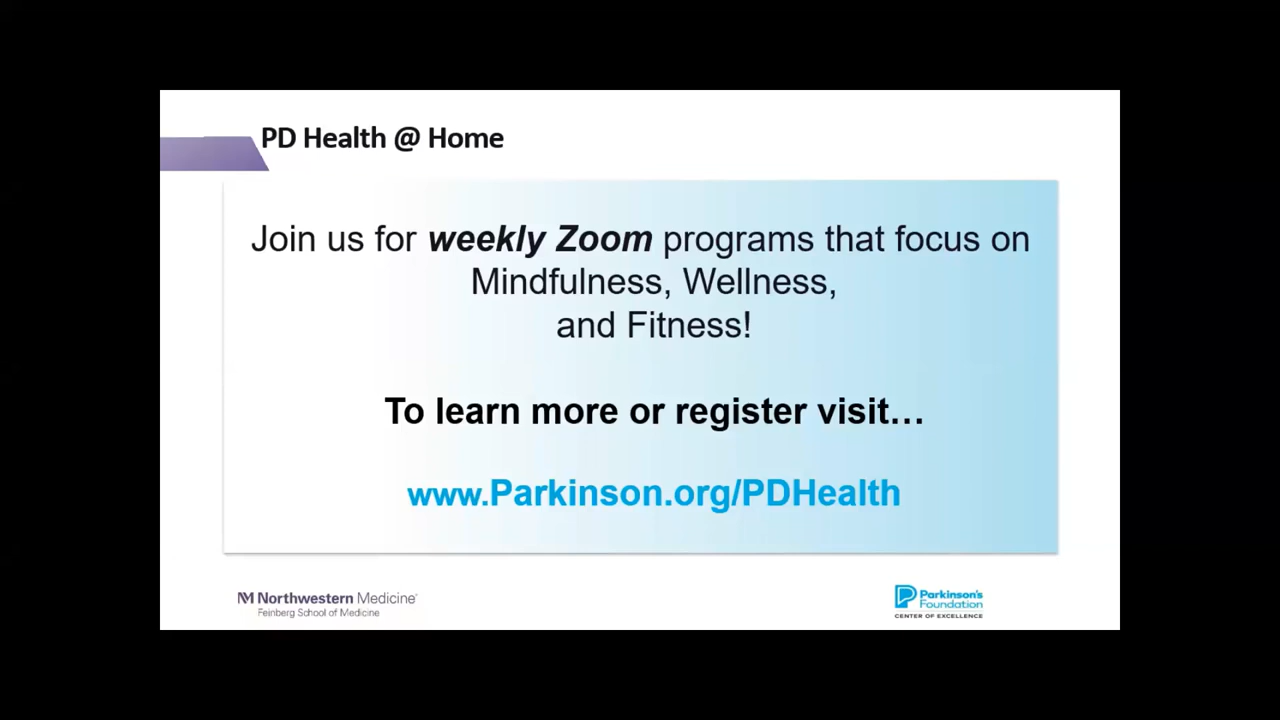 PD Health @ Home
Join us for weekly Zoom programs that focus on
Mindfulness, Wellness,
and Fitness!
To learn more or register visit…
www.Parkinson.org/PDHealth
NM Northwestern Medicine®
Feinberg School of Medicine
Parkinson's
Foundation
CENTER OF EXCELLENCE